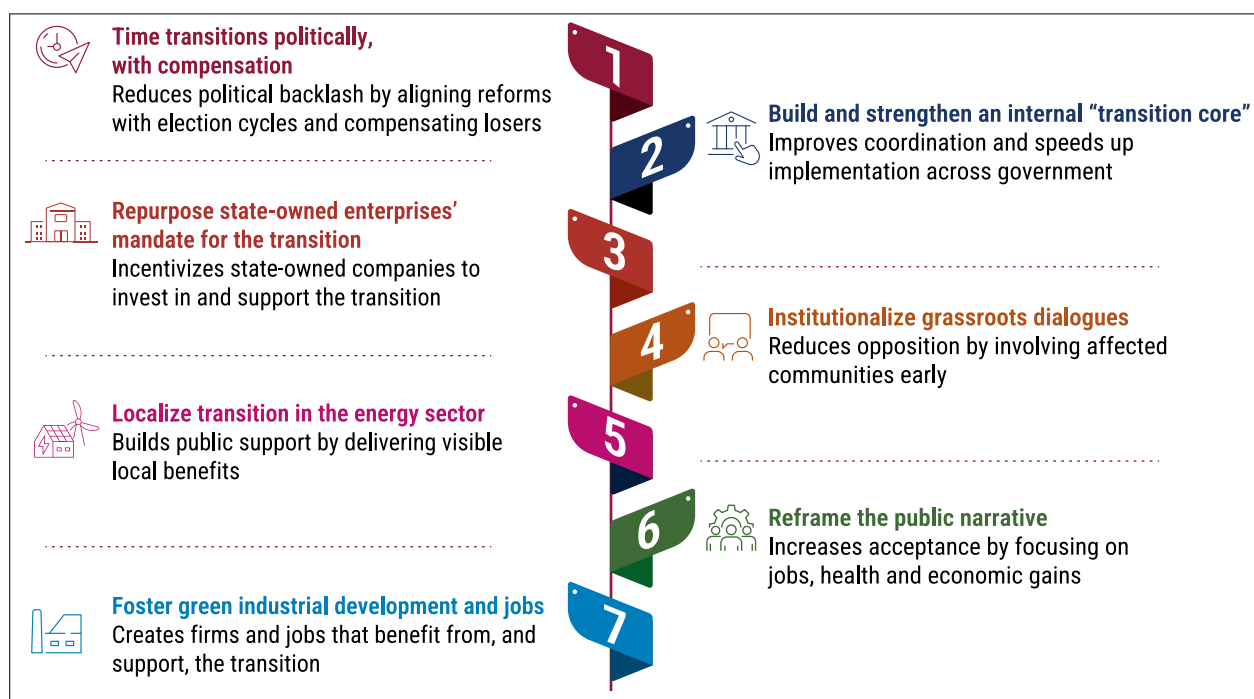 1
Time transitions politically,
with compensation
Reduces political backlash by aligning reforms
with election cycles and compensating losers
2
Build and strengthen an internal “transition core”
Improves coordination and speeds up
implementation across government
3
Repurpose state-owned enterprises’
mandate for the transition
Incentivizes state-owned companies to
invest in and support the transition
4
Institutionalize grassroots dialogues
Reduces opposition by involving affected
communities early
5
Localize transition in the energy sector
Builds public support by delivering visible
local benefits
6
Reframe the public narrative
Increases acceptance by focusing on
jobs, health and economic gains
7
Foster green industrial development and jobs
Creates firms and jobs that benefit from, and
support, the transition